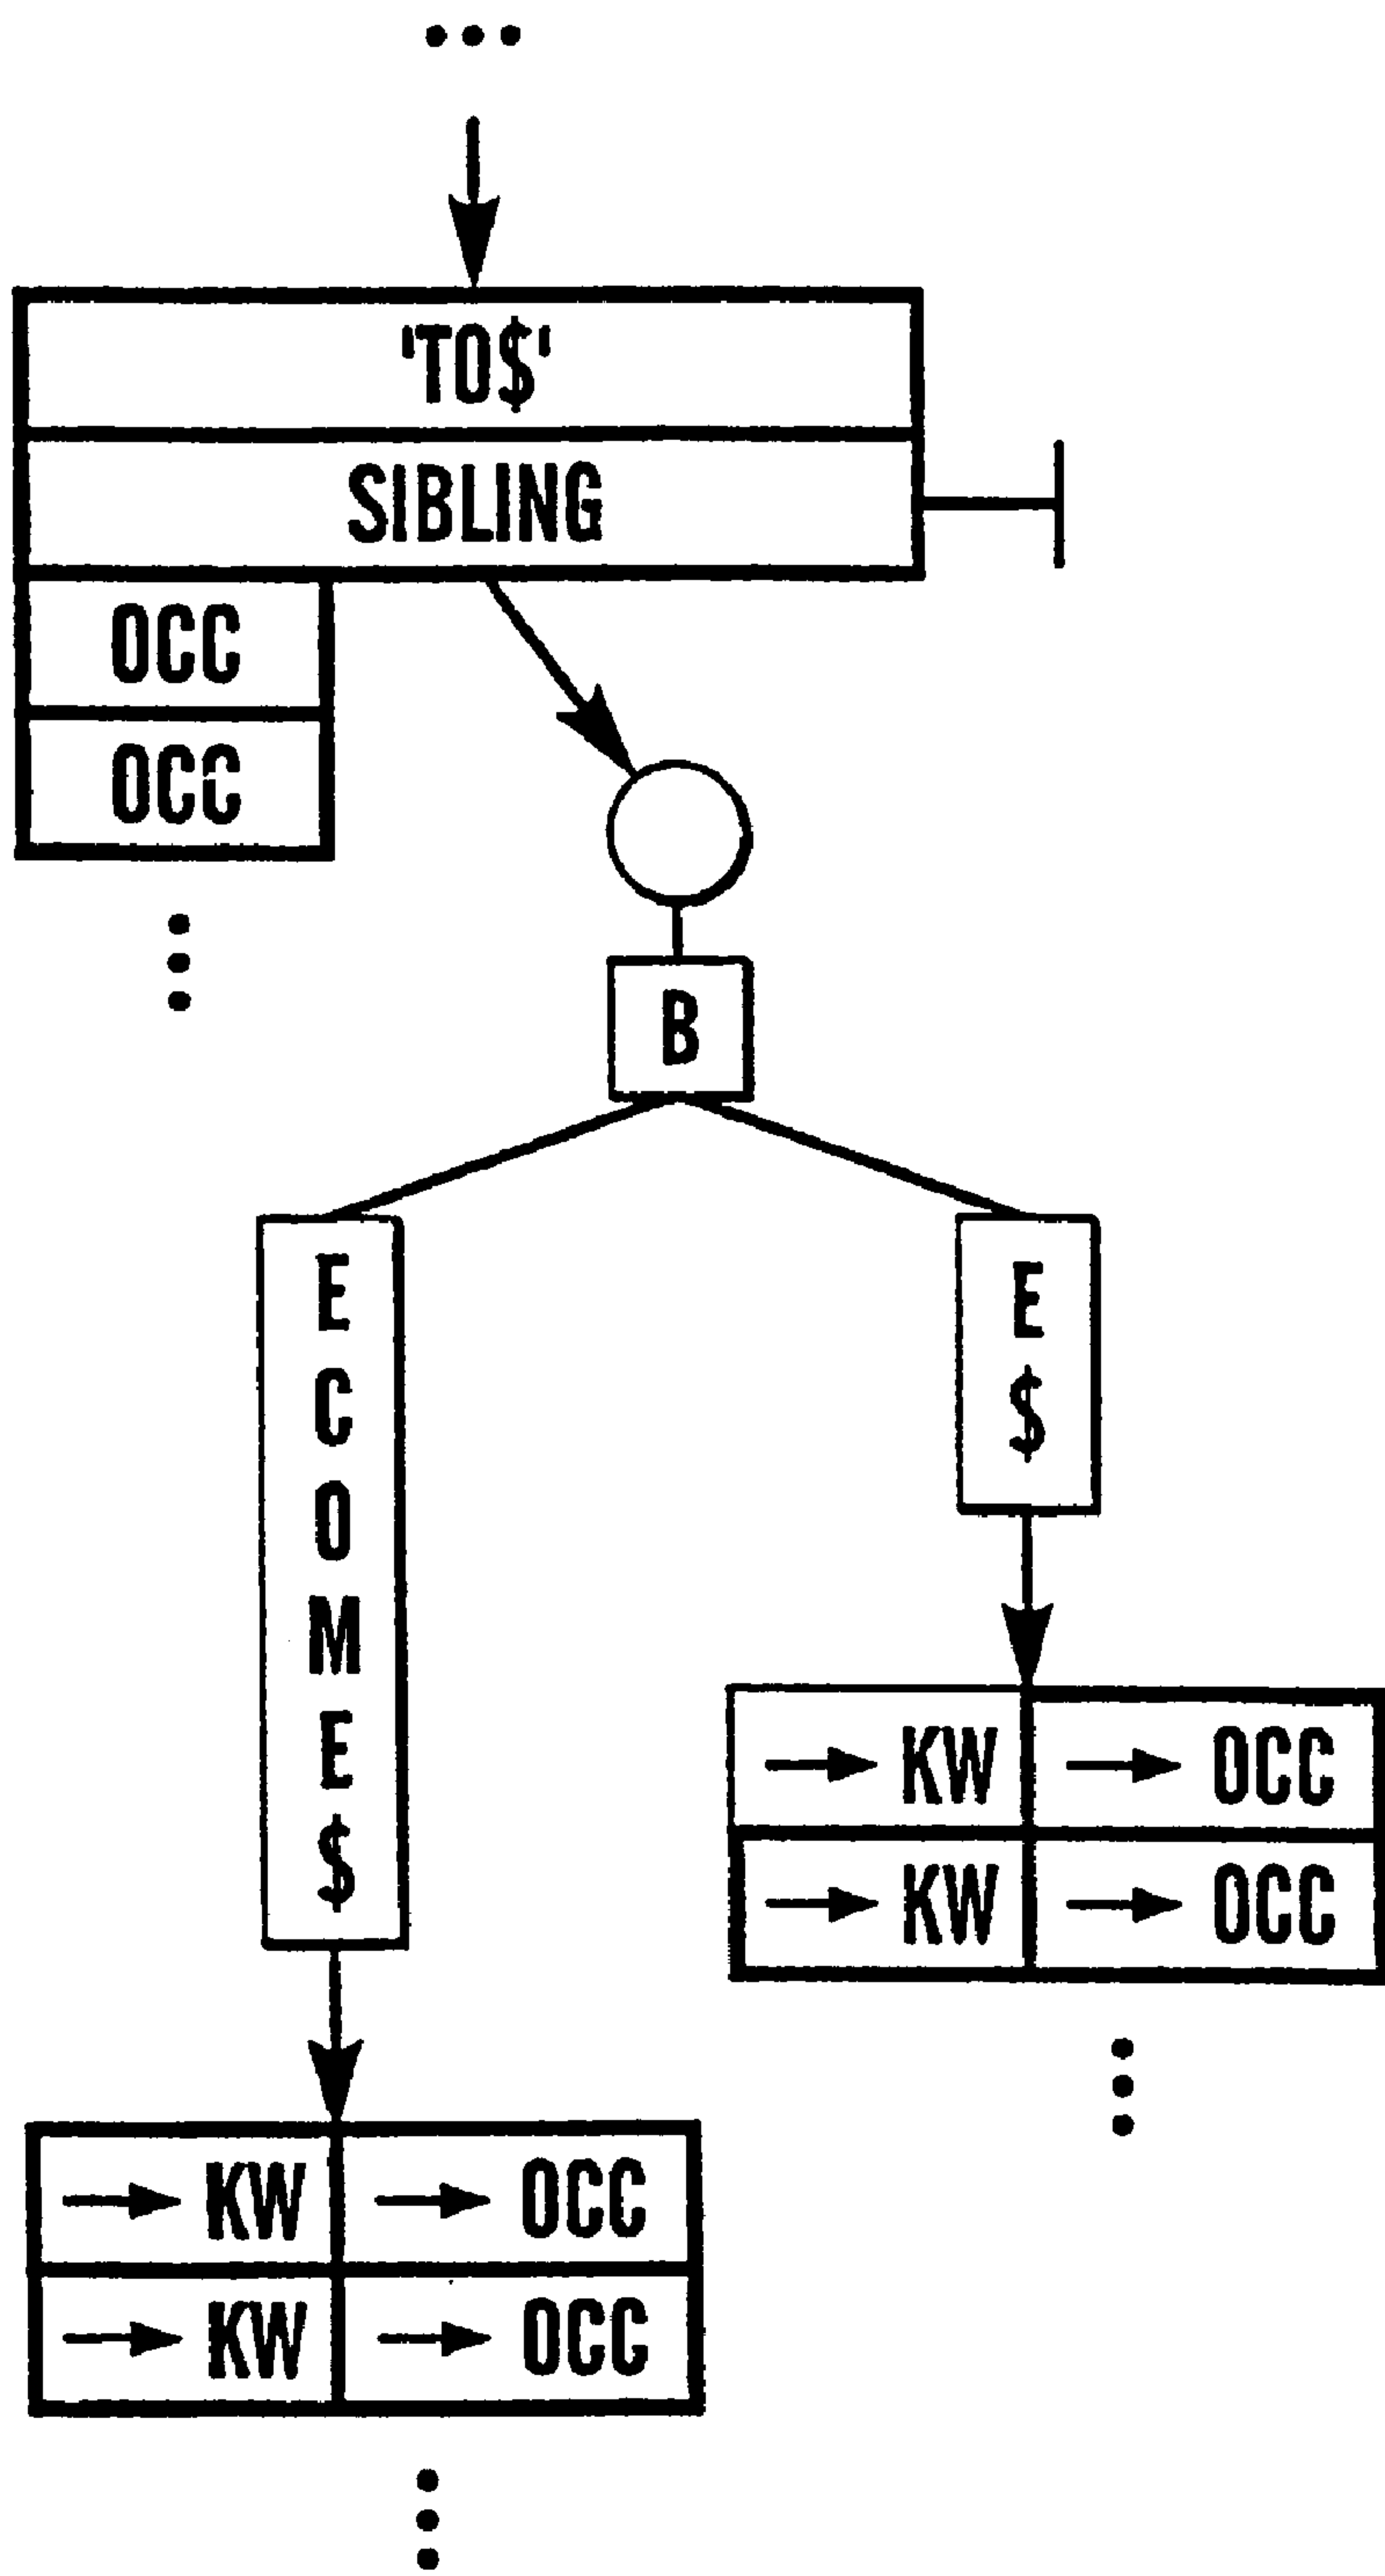 'TO$'
SIBLING
OCC
OCC
B
E
C
O
M
E
$
E
$
→ KW → OCC
→ KW → OCC
→ KW → OCC
→ KW → OCC